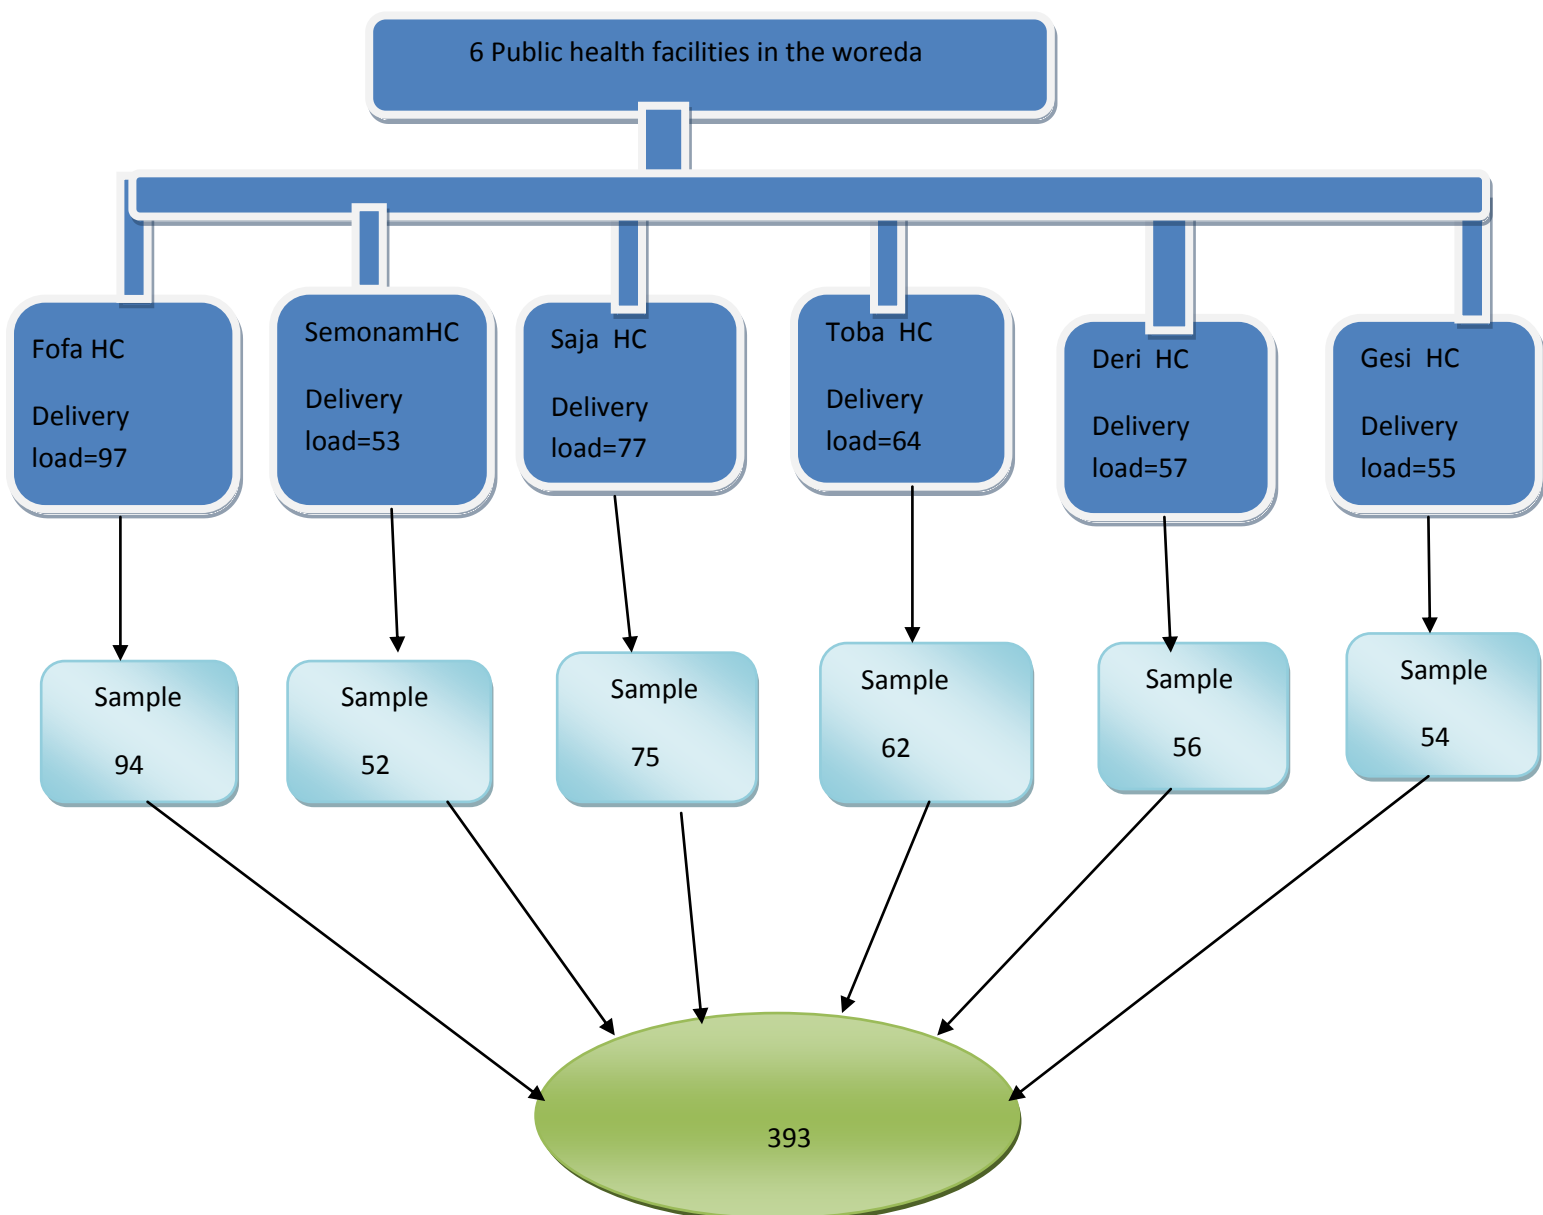 6 Public health facilities in the woreda
Fofa HC
Delivery
load=97
SemonamHC
Delivery
load=53
Saja HC
Delivery
load=77
Toba HC
Delivery
load=64
Deri HC
Delivery
load=57
Gesi HC
Delivery
load=55
Sample
94
Sample
52
Sample
75
Sample
62
Sample
56
Sample
54
393